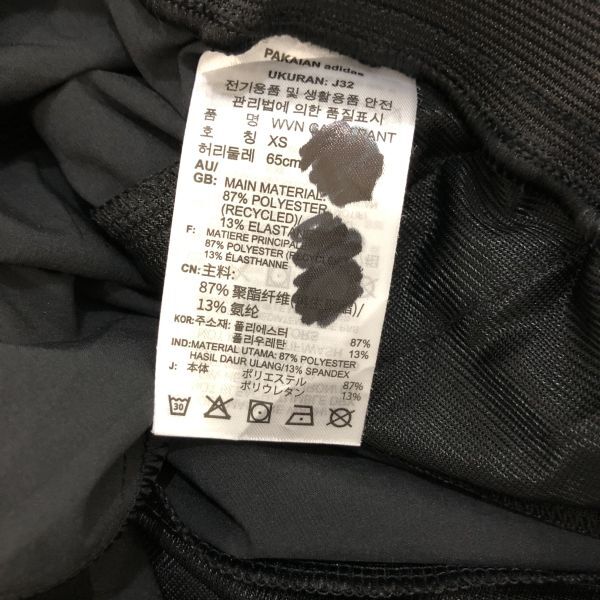 PAKAIAN adidas
UKURAN: J32
전기용품 및 생활용품 안전
관리법에 의한 품질표시
품 명 WVN
호 칭 XS
허리둘레 65cm
AU/
GB: MAIN MATERIAL:
87% POLYESTER
(RECYCLED)/
13% ELASTANE
F: MATIERE PRINCIPALE
87% POLYESTER
13% ÉLASTHANNE
CN: 主料:
87% 聚酯纤维
13% 氨纶
KOR: 주소재: 폴리에스터 87%
폴리우레탄 13%
IND: MATERIAL UTAMA: 87% POLYESTER
HASIL DAUR ULANG/13% SPANDEX
J: 本体 ポリエステル 87%
ポリウレタン 13%
30